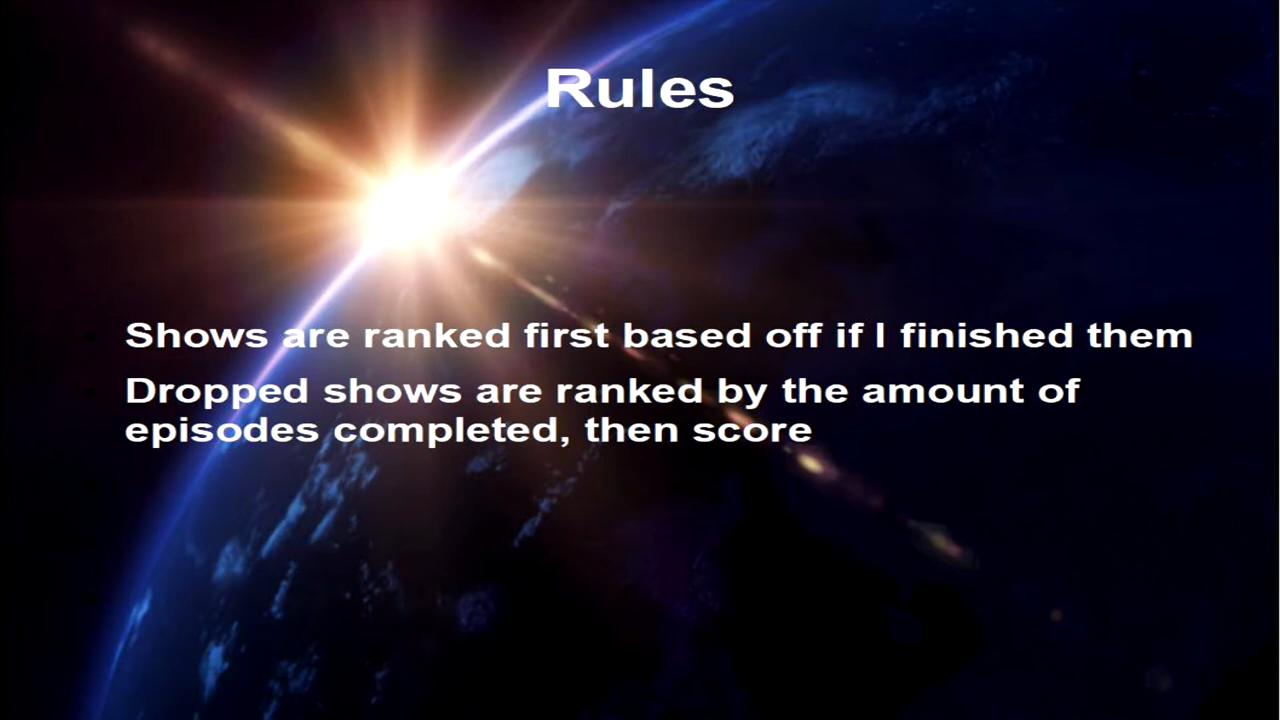 Rules
Shows are ranked first based off if I finished them
Dropped shows are ranked by the amount of
episodes completed, then score